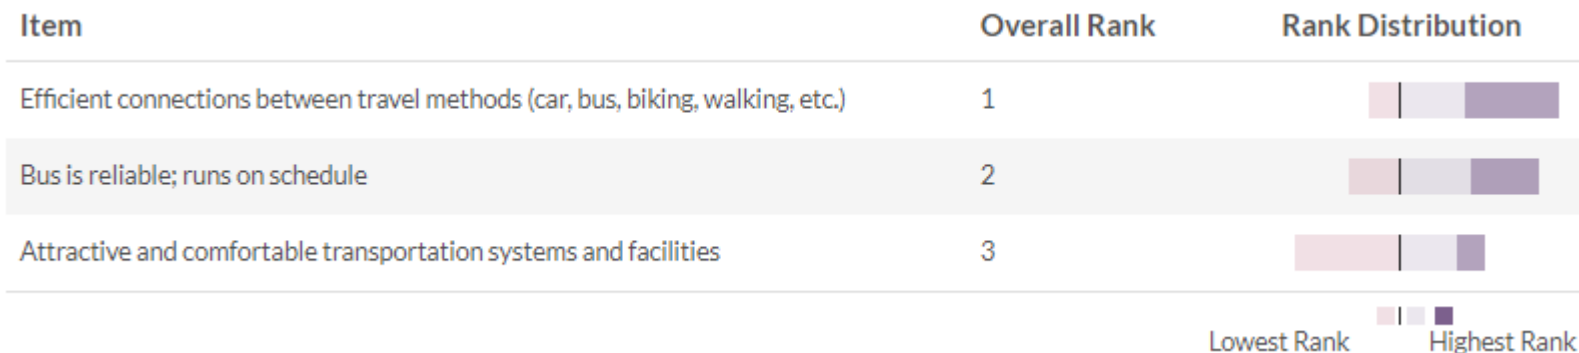 Item Overall Rank Rank Distribution
Efficient connections between travel methods (car, bus, biking, walking, etc.) 1
Bus is reliable; runs on schedule 2
Attractive and comfortable transportation systems and facilities 3
Lowest Rank Highest Rank